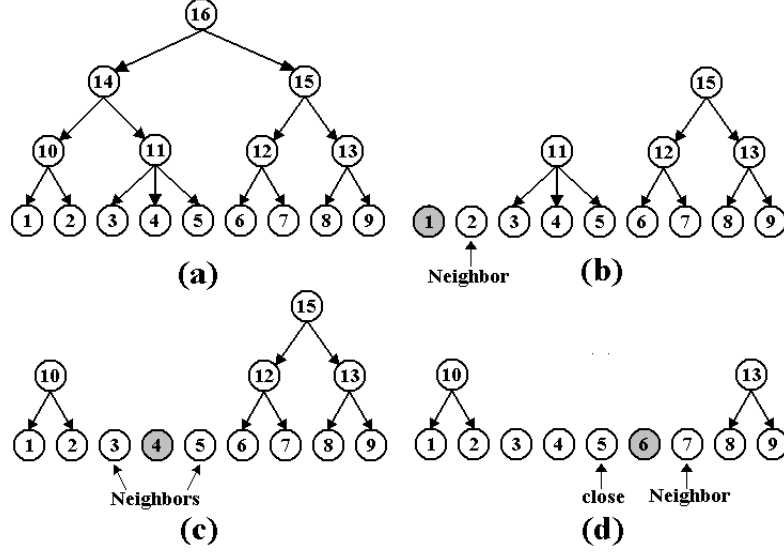 16
14 15
10 11 12 13
1 2 3 4 5 6 7 8 9
(a)
15
11 12 13
1 2 3 4 5 6 7 8 9
Neighbor
(b)
15
10 12 13
1 2 3 4 5 6 7 8 9
Neighbors
(c)
10 13
1 2 3 4 5 6 7 8 9
close Neighbor
(d)